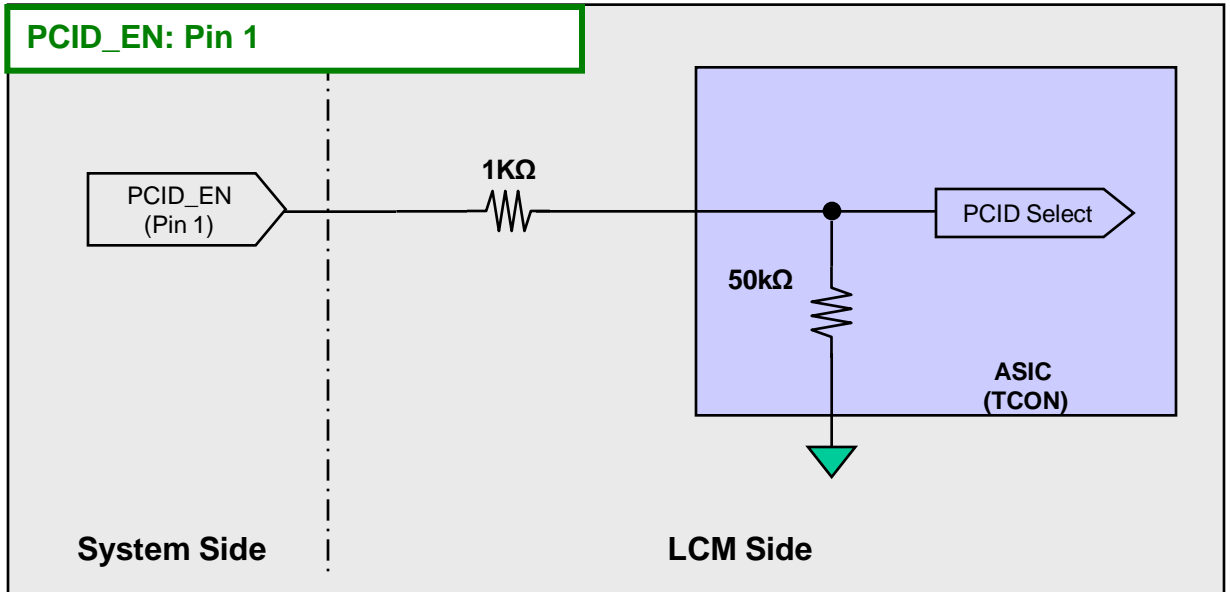 PCID_EN: Pin 1
1KΩ
PCID_EN
(Pin 1)
PCID Select
50kΩ
ASIC
(TCON)
System Side
LCM Side